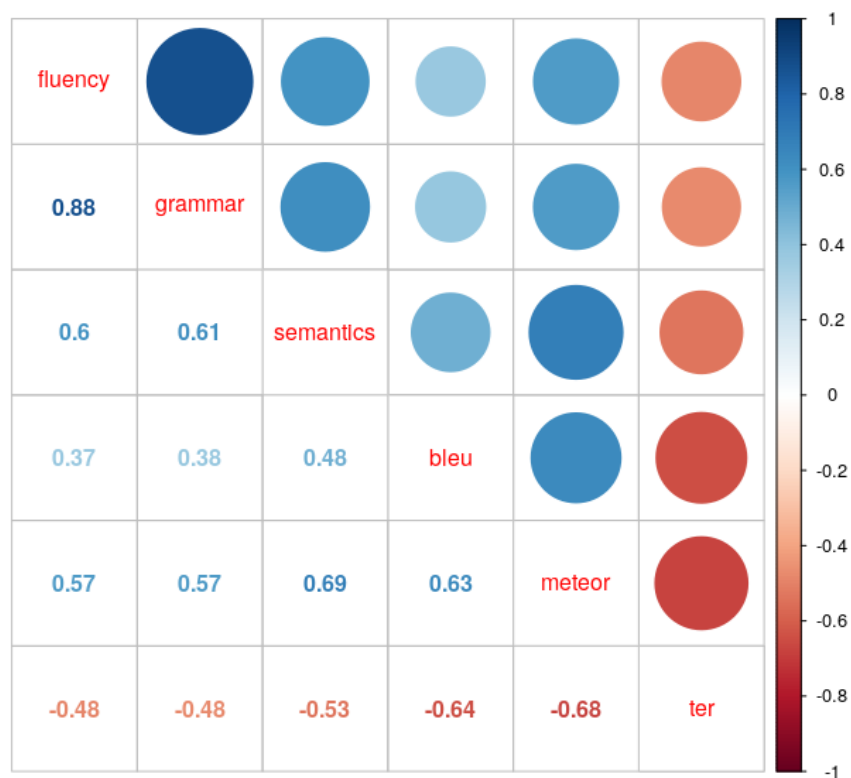 fluency
0.88 grammar
0.6 0.61 semantics
0.37 0.38 0.48 bleu
0.57 0.57 0.69 0.63 meteor
-0.48 -0.48 -0.53 -0.64 -0.68 ter
1
0.8
0.6
0.4
0.2
0
-0.2
-0.4
-0.6
-0.8
-1